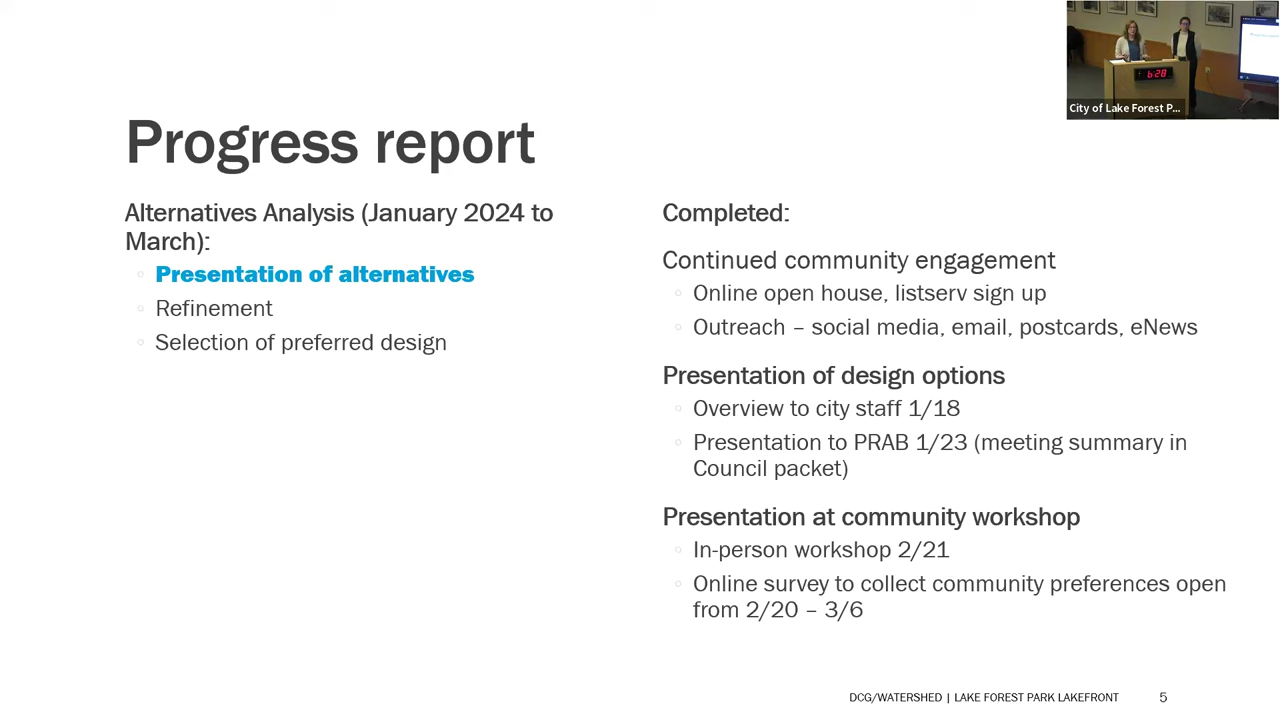 Progress report
Alternatives Analysis (January 2024 to
March):
Presentation of alternatives
Refinement
Selection of preferred design
Completed:
Continued community engagement
Online open house, listserv sign up
Outreach – social media, email, postcards, eNews
Presentation of design options
Overview to city staff 1/18
Presentation to PRAB 1/23 (meeting summary in
Council packet)
Presentation at community workshop
In-person workshop 2/21
Online survey to collect community preferences open
from 2/20 – 3/6
6:28
City of Lake Forest P...
DCG/WATERSHED | LAKE FOREST PARK LAKEFRONT
5